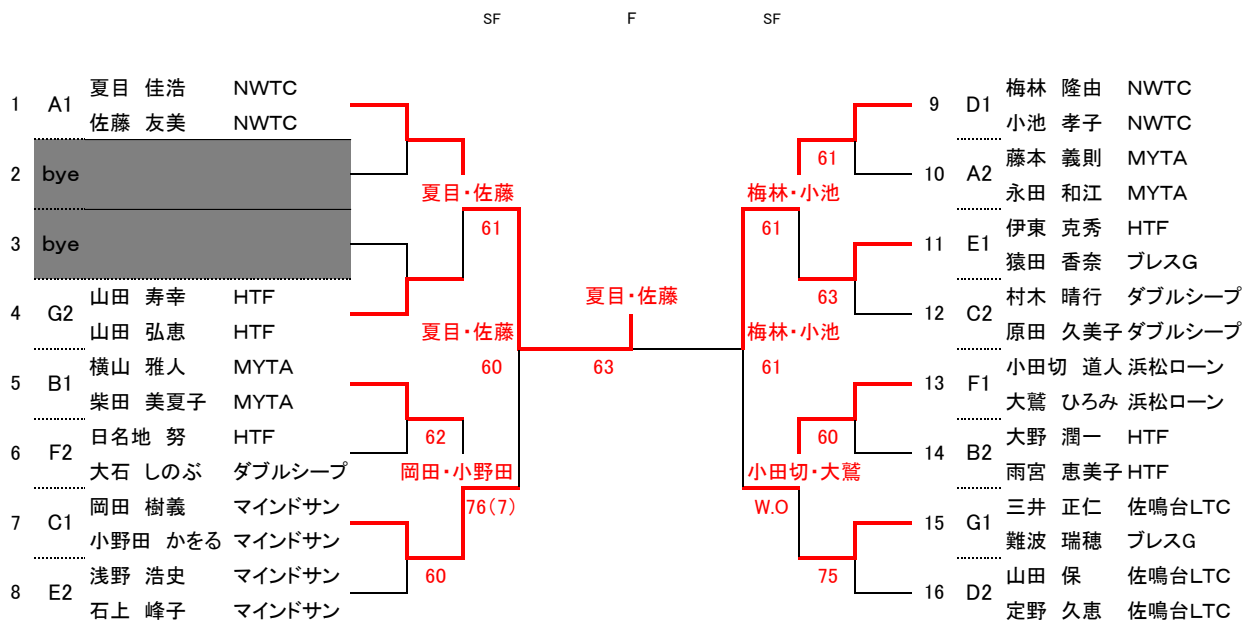 SF F SF
1 A1 夏目 佳浩 NWTC
佐藤 友美 NWTC
2 bye
3 bye
4 G2 山田 寿幸 HTF
山田 弘恵 HTF
5 B1 横山 雅人 MYTA
柴田 美夏子 MYTA
6 F2 日名地 努 HTF
大石 しのぶ ダブルシープ
7 C1 岡田 樹義 マインドサン
小野田 かをる マインドサン
8 E2 浅野 浩史 マインドサン
石上 峰子 マインドサン
夏目・佐藤
61
夏目・佐藤
60
62
岡田・小野田
76(7)
60
夏目・佐藤
63
61
梅林・小池
61
63
梅林・小池
61
60
小田切・大鷲
W.O
75
9 D1 梅林 隆由 NWTC
小池 孝子 NWTC
10 A2 藤本 義則 MYTA
永田 和江 MYTA
11 E1 伊東 克秀 HTF
猿田 香奈 ブレスG
12 C2 村木 晴行 ダブルシープ
原田 久美子 ダブルシープ
13 F1 小田切 道人 浜松ローン
大鷲 ひろみ 浜松ローン
14 B2 大野 潤一 HTF
雨宮 恵美子 HTF
15 G1 三井 正仁 佐鳴台LTC
難波 瑞穂 ブレスG
16 D2 山田 保 佐鳴台LTC
定野 久恵 佐鳴台LTC